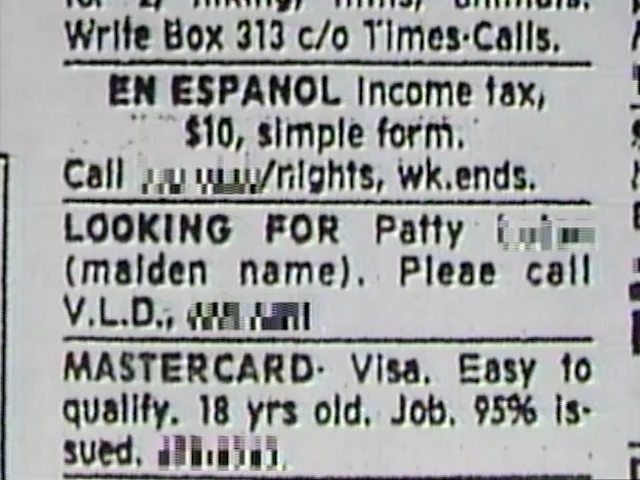 Write Box 313 c/o Times-Calls.
EN ESPANOL Income tax,
$10, simple form.
Call /nights, wk.ends.
LOOKING FOR Patty
(maiden name). Pleae call
V.L.D.,
MASTERCARD- Visa. Easy to
qualify. 18 yrs old. Job. 95% is-
sued.